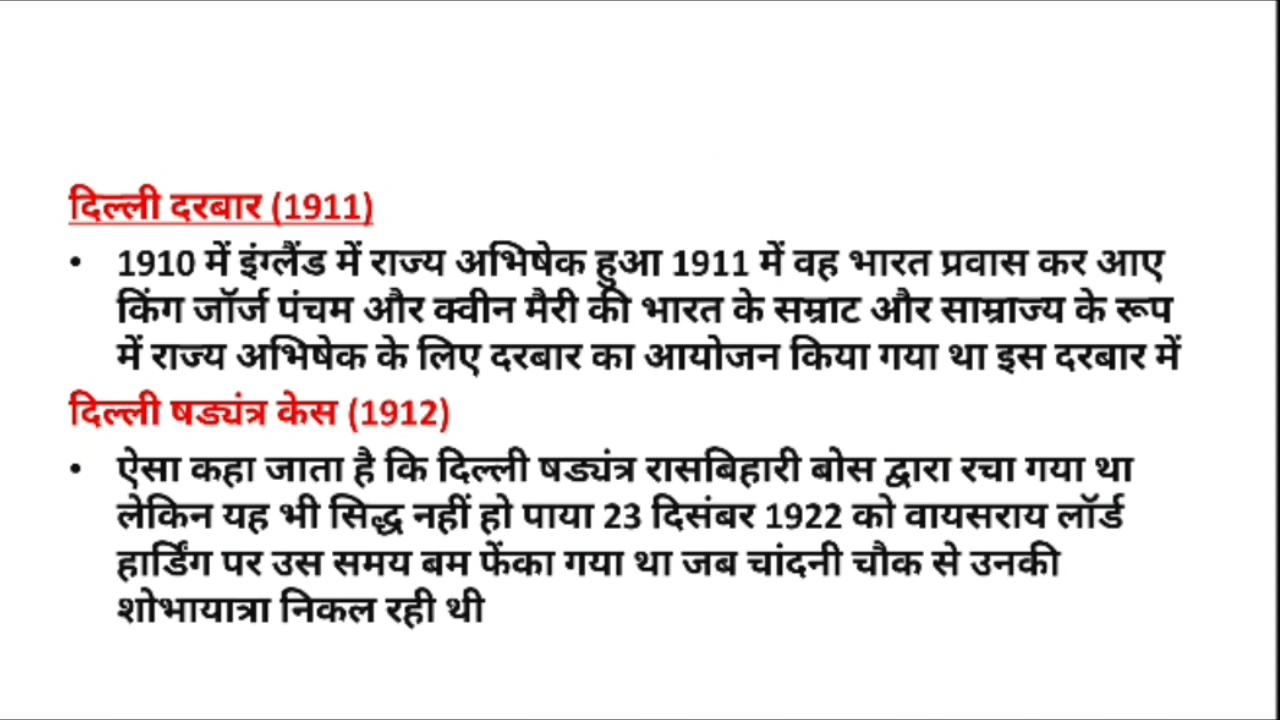 दिल्ली दरबार (1911)
• 1910 में इंग्लैंड में राज्य अभिषेक हुआ 1911 में वह भारत प्रवास कर आए
किंग जॉर्ज पंचम और क्वीन मैरी की भारत के सम्राट और साम्राज्य के रूप
में राज्य अभिषेक के लिए दरबार का आयोजन किया गया था इस दरबार में
दिल्ली षड्यंत्र केस (1912)
• ऐसा कहा जाता है कि दिल्ली षड्यंत्र रासबिहारी बोस द्वारा रचा गया था
लेकिन यह भी सिद्ध नहीं हो पाया 23 दिसंबर 1922 को वायसराय लॉर्ड
हार्डिंग पर उस समय बम फेंका गया था जब चांदनी चौक से उनकी
शोभायात्रा निकल रही थी